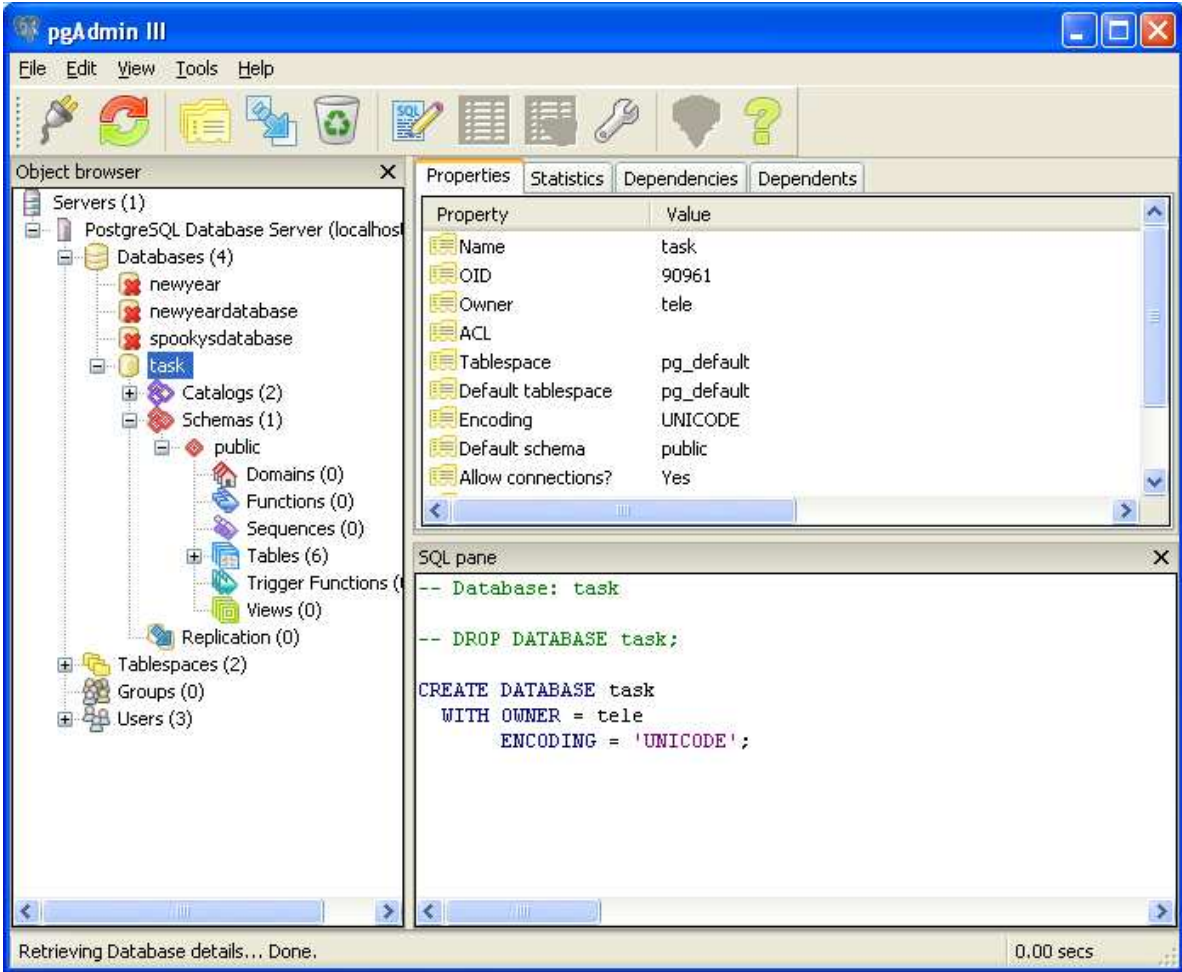 pgAdmin III
File Edit View Tools Help
SQL
Object browser
Servers (1)
PostgreSQL Database Server (localhost
Databases (4)
newyear
newyeardatabase
spookysdatabase
task
Catalogs (2)
Schemas (1)
public
Domains (0)
Functions (0)
Sequences (0)
Tables (6)
Trigger Functions (
Views (0)
Replication (0)
Tablespaces (2)
Groups (0)
Users (3)
Properties Statistics Dependencies Dependents
Property Value
Name task
OID 90961
Owner tele
ACL
Tablespace pg_default
Default tablespace pg_default
Encoding UNICODE
Default schema public
Allow connections? Yes
SQL pane
-- Database: task
-- DROP DATABASE task;
CREATE DATABASE task
WITH OWNER = tele
ENCODING = 'UNICODE';
Retrieving Database details... Done. 0.00 secs